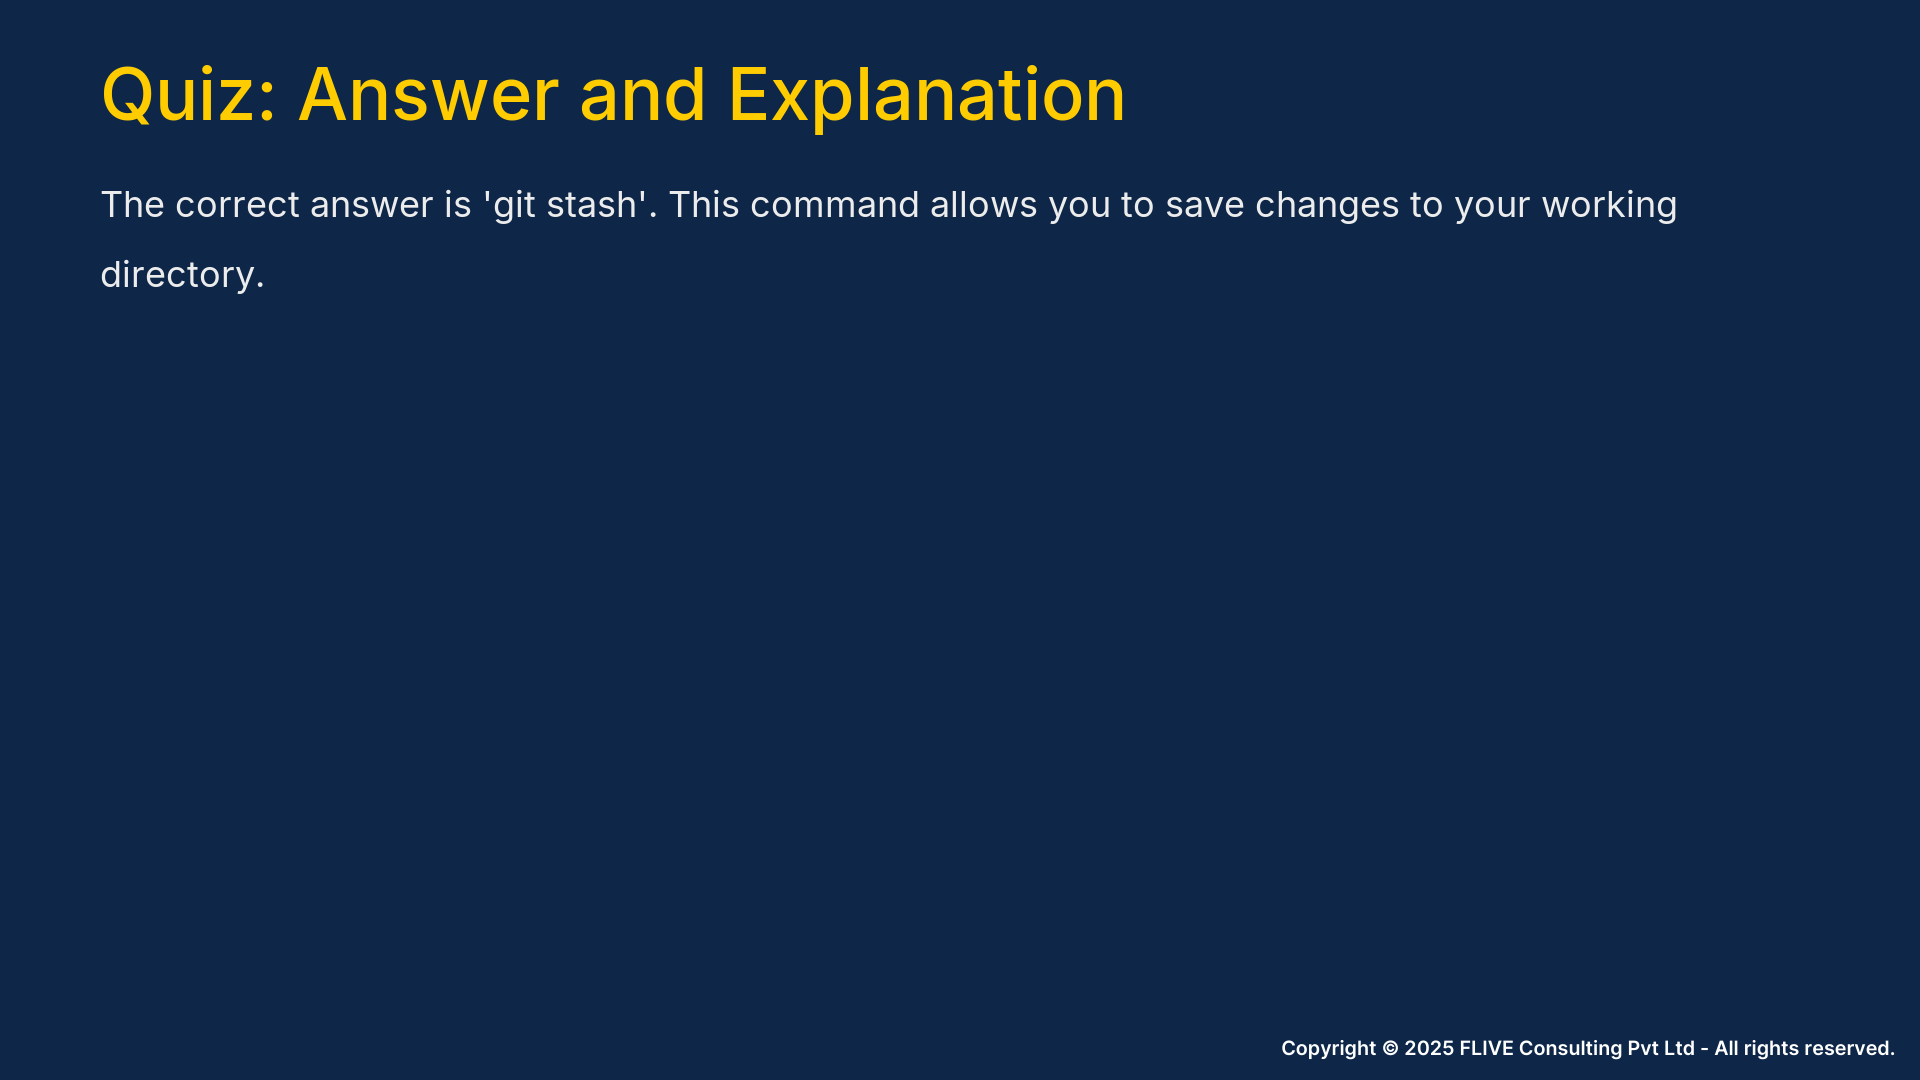 Quiz: Answer and Explanation
The correct answer is 'git stash'. This command allows you to save changes to your working
directory.
Copyright © 2025 FLIVE Consulting Pvt Ltd - All rights reserved.